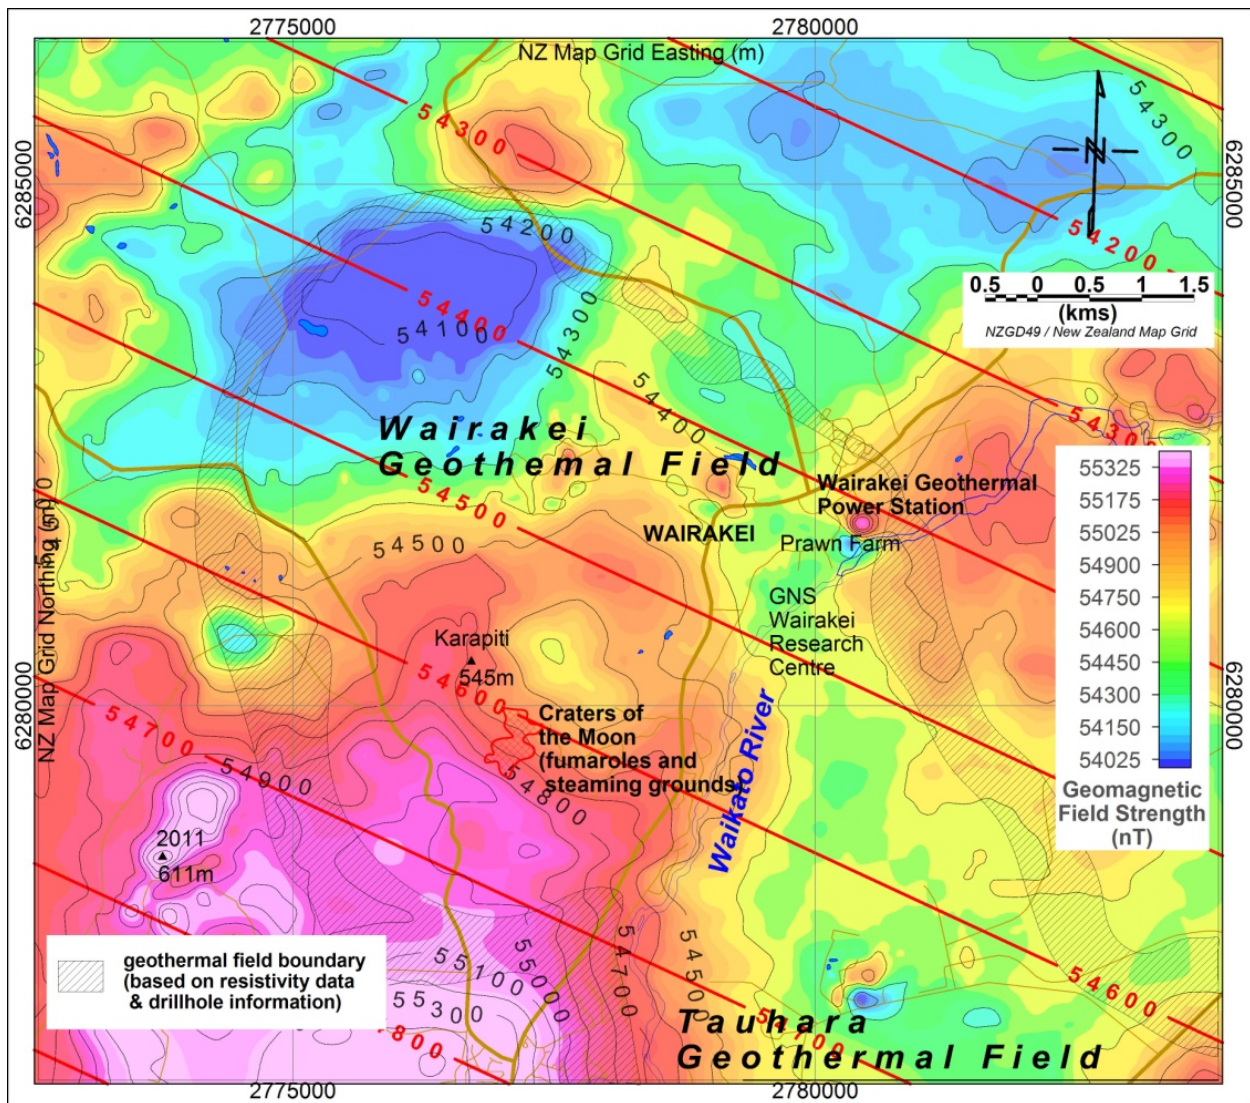 2775000
2780000
NZ Map Grid Easting (m)
54300
54300
6285000
6285000
54200
54200
0.5 0 0.5 1 1.5
(kms)
NZGD49 / New Zealand Map Grid
54400
54100
54300
54400
54300
Wairakei
Geothemal Field
54500
Wairakei Geothermal
Power Station
WAIRAKEI
Prawn Farm
54500
NZ Map Grid Northing (m)
GNS
Wairakei
Research
Centre
Karapiti
545m
54600
6280000
6280000
54700
Craters of
the Moon
(fumaroles and
steaming grounds)
54900
54800
Waikato River
2011
611m
55325
55175
55025
54900
54750
54600
54450
54300
54150
54025
Geomagnetic
Field Strength
(nT)
geothermal field boundary
(based on resistivity data
& drillhole information)
55100
55000
54700
54500
55300
54600
54700
Tauhara
Geothermal Field
2775000
2780000